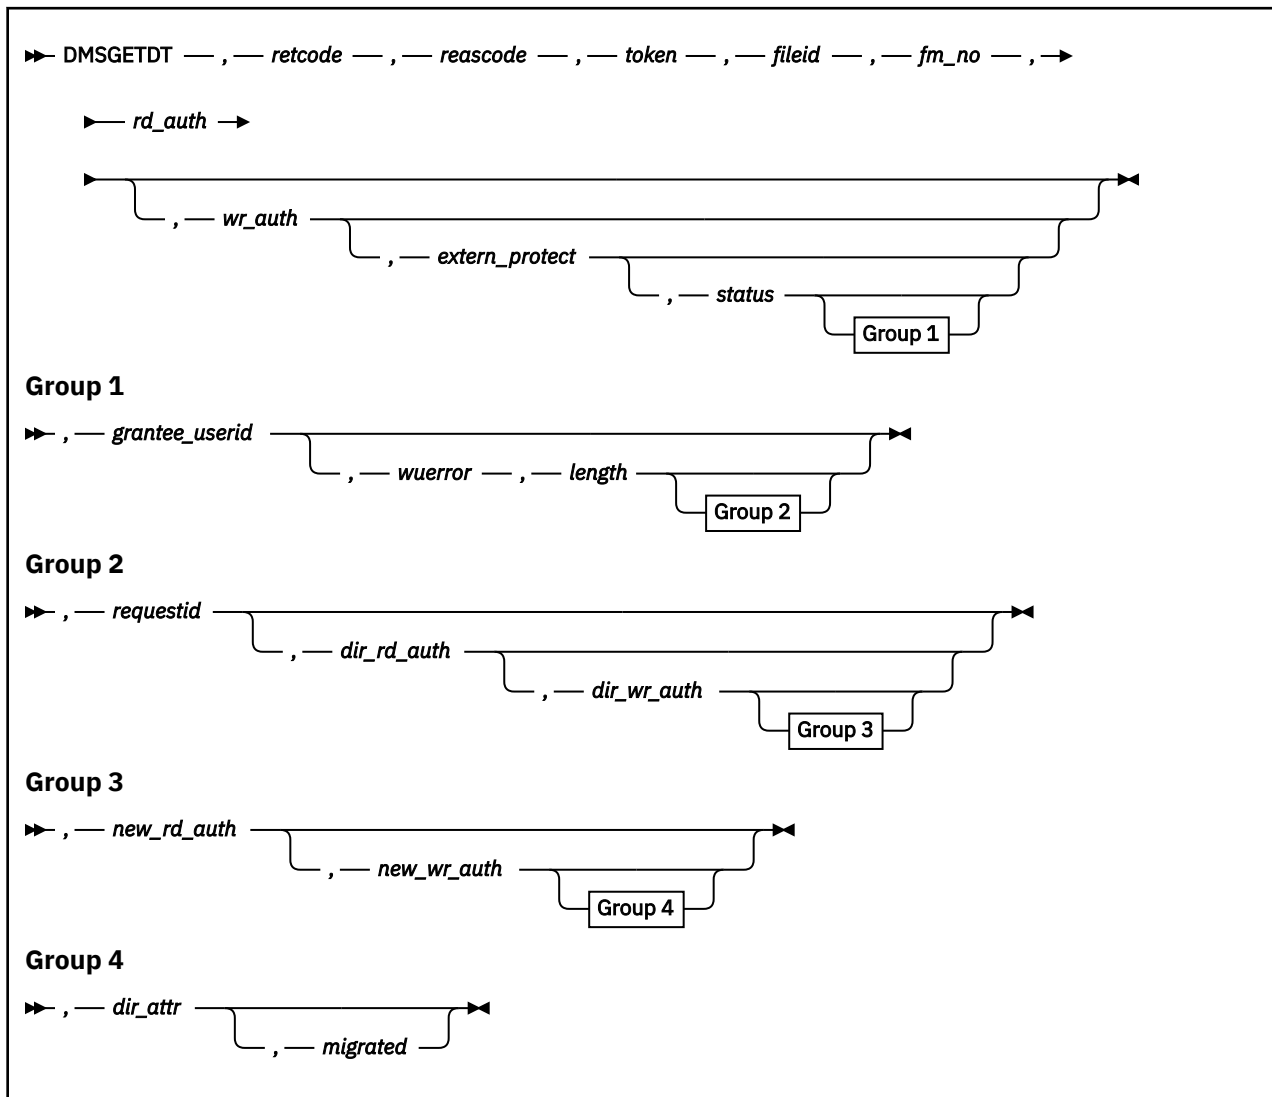 DMSGETDT , retcode , reascode , token , fileid , fm_no ,
rd_auth
, wr_auth
, extern_protect
, status
Group 1
Group 1
, grantee_userid
, wuerror , length
Group 2
Group 2
, requestid
, dir_rd_auth
, dir_wr_auth
Group 3
Group 3
, new_rd_auth
, new_wr_auth
Group 4
Group 4
, dir_attr
, migrated